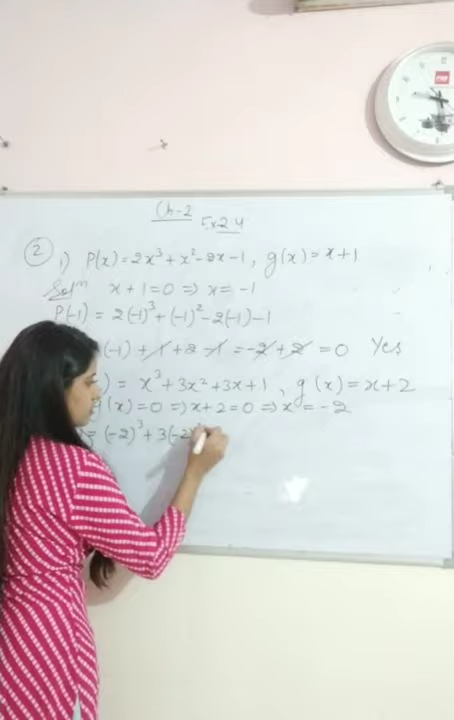 Ch-2
Ex 2.4
② 1) P(x) = 2x³ + x² - 2x - 1, g(x) = x + 1
Solⁿ x + 1 = 0 ⇒ x = -1
P(-1) = 2(-1)³ + (-1)² - 2(-1) - 1
(-1) + 1 + 2 - 1 = -2 + 2 = 0 Yes
) = x³ + 3x² + 3x + 1, g(x) = x + 2
g(x) = 0 ⇒ x + 2 = 0 ⇒ x = -2
= (-2)³ + 3(-2)